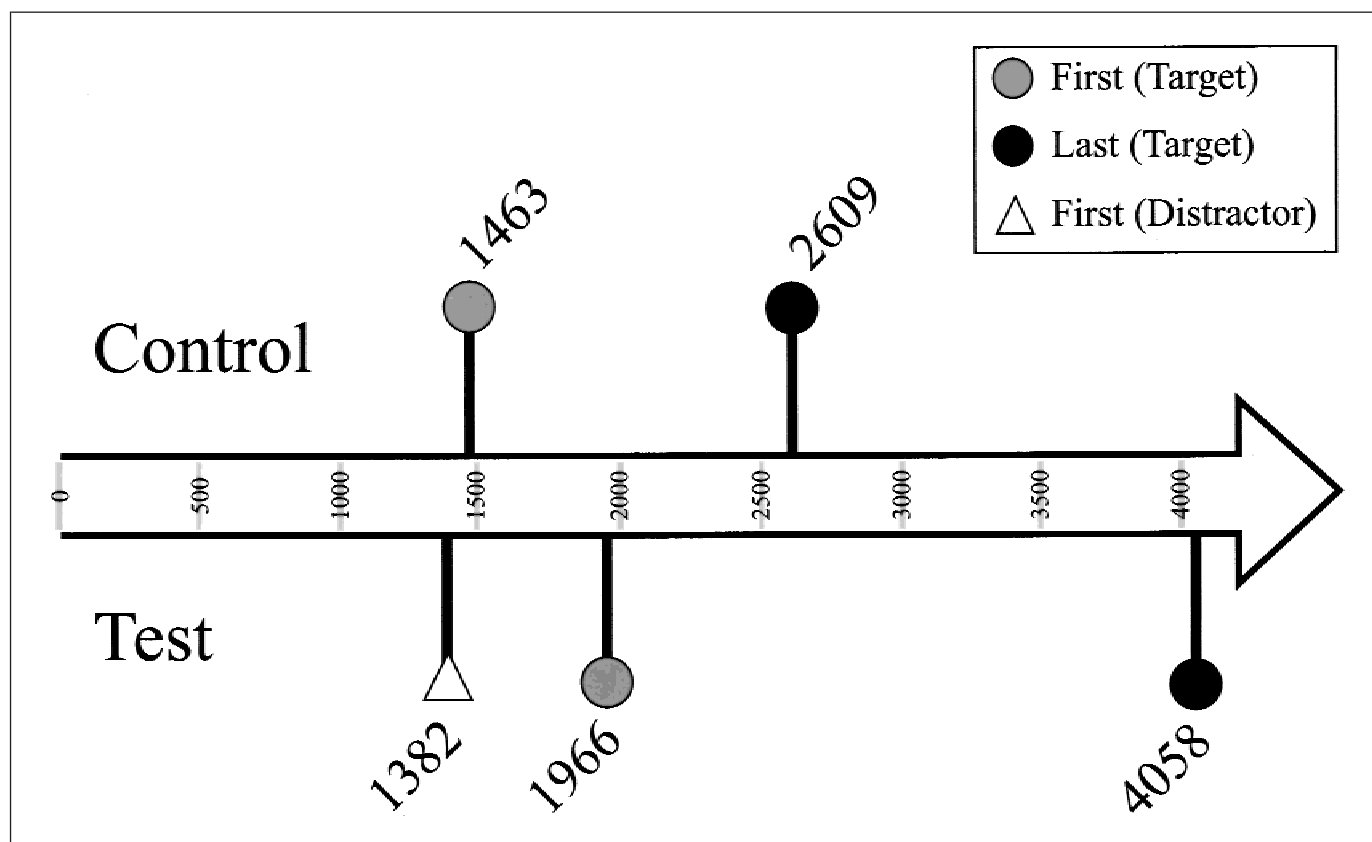 First (Target)
Last (Target)
First (Distractor)
1463
2609
Control
0
500
1000
1500
2000
2500
3000
3500
4000
Test
1382
1966
4058